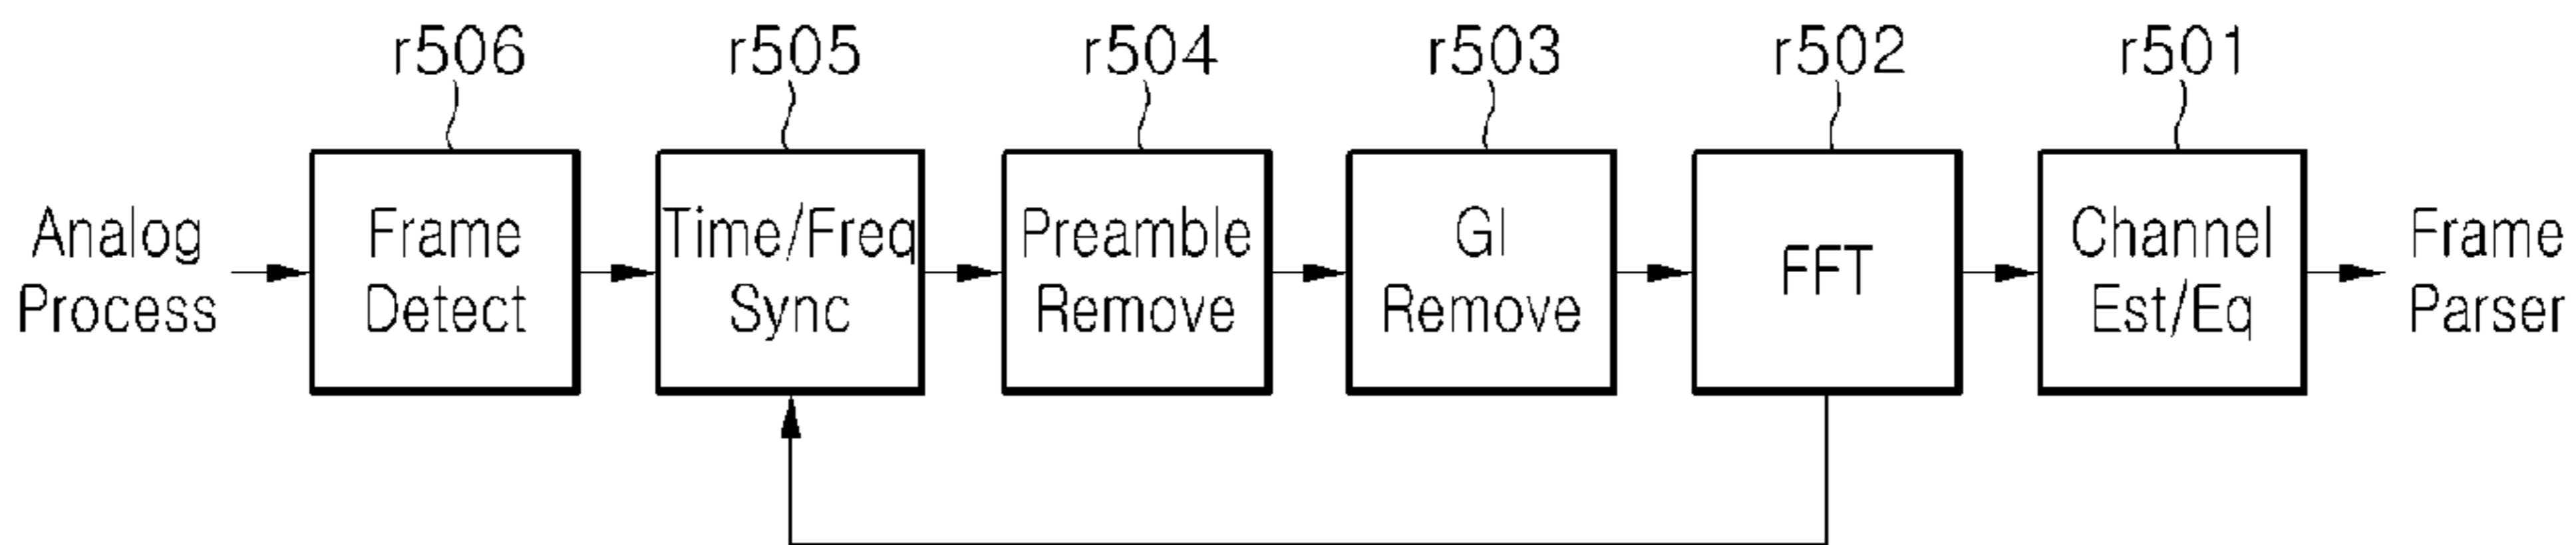 r506
r505
r504
r503
r502
r501
Analog
Process
Frame
Detect
Time/Freq
Sync
Preamble
Remove
GI
Remove
FFT
Channel
Est/Eq
Frame
Parser